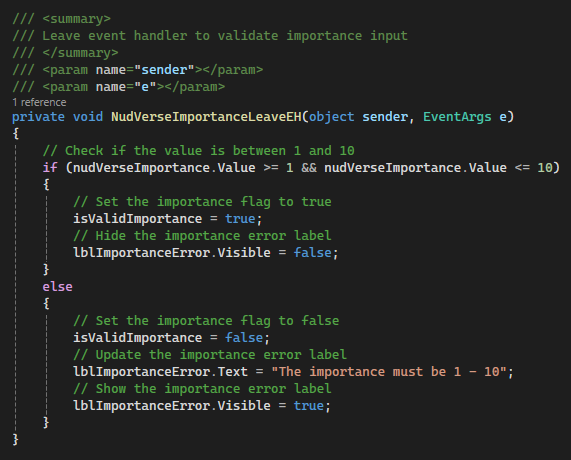 /// <summary>
/// Leave event handler to validate importance input
/// </summary>
/// <param name="sender"></param>
/// <param name="e"></param>
1 reference
private void NudVerseImportanceLeaveEH(object sender, EventArgs e)
{
    // Check if the value is between 1 and 10
    if (nudVerseImportance.Value >= 1 && nudVerseImportance.Value <= 10)
    {
        // Set the importance flag to true
        isValidImportance = true;
        // Hide the importance error label
        lblImportanceError.Visible = false;
    }
    else
    {
        // Set the importance flag to false
        isValidImportance = false;
        // Update the importance error label
        lblImportanceError.Text = "The importance must be 1 - 10";
        // Show the importance error label
        lblImportanceError.Visible = true;
    }
}